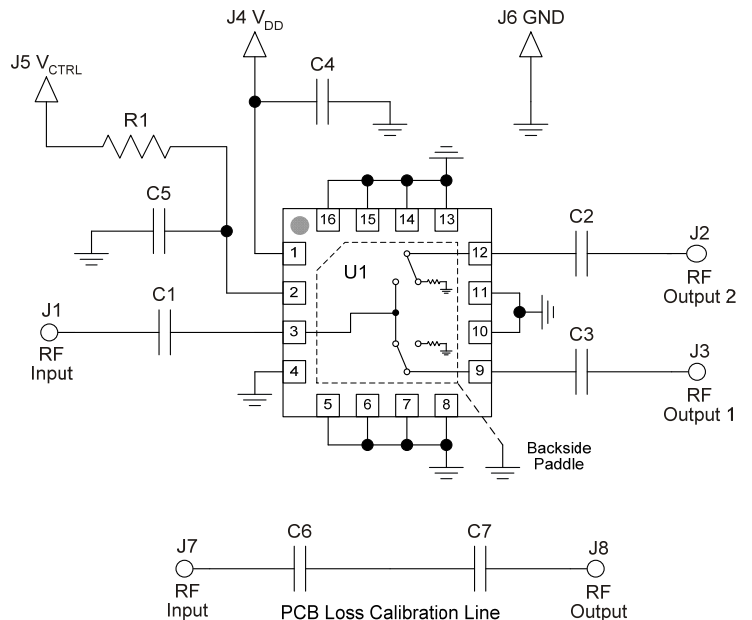 J4 VDD
J6 GND
J5 VCTRL
C4
R1
C5
16 15 14 13
C2
J2
RF
Output 2
1
12
U1
2
11
J1
RF
Input
C1
3
10
C3
J3
RF
Output 1
4
9
5 6 7 8
Backside
Paddle
C6
C7
J7
RF
Input
J8
RF
Output
PCB Loss Calibration Line